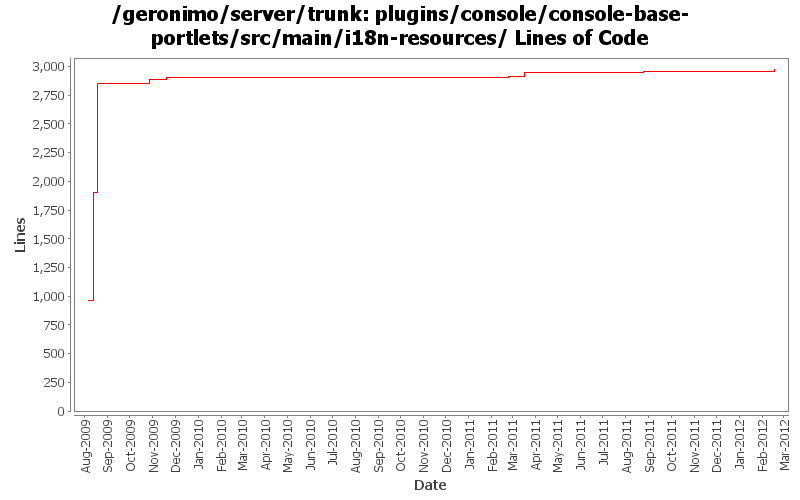 /geronimo/server/trunk: plugins/console/console-base-
portlets/src/main/i18n-resources/ Lines of Code
3,000
2,750
2,500
2,250
2,000
1,750
1,500
1,250
1,000
750
500
250
0
Lines
Aug-2009
Sep-2009
Oct-2009
Nov-2009
Dec-2009
Jan-2010
Feb-2010
Mar-2010
Apr-2010
May-2010
Jun-2010
Jul-2010
Aug-2010
Sep-2010
Oct-2010
Nov-2010
Dec-2010
Jan-2011
Feb-2011
Mar-2011
Apr-2011
May-2011
Jun-2011
Jul-2011
Aug-2011
Sep-2011
Oct-2011
Nov-2011
Dec-2011
Jan-2012
Feb-2012
Mar-2012
Date